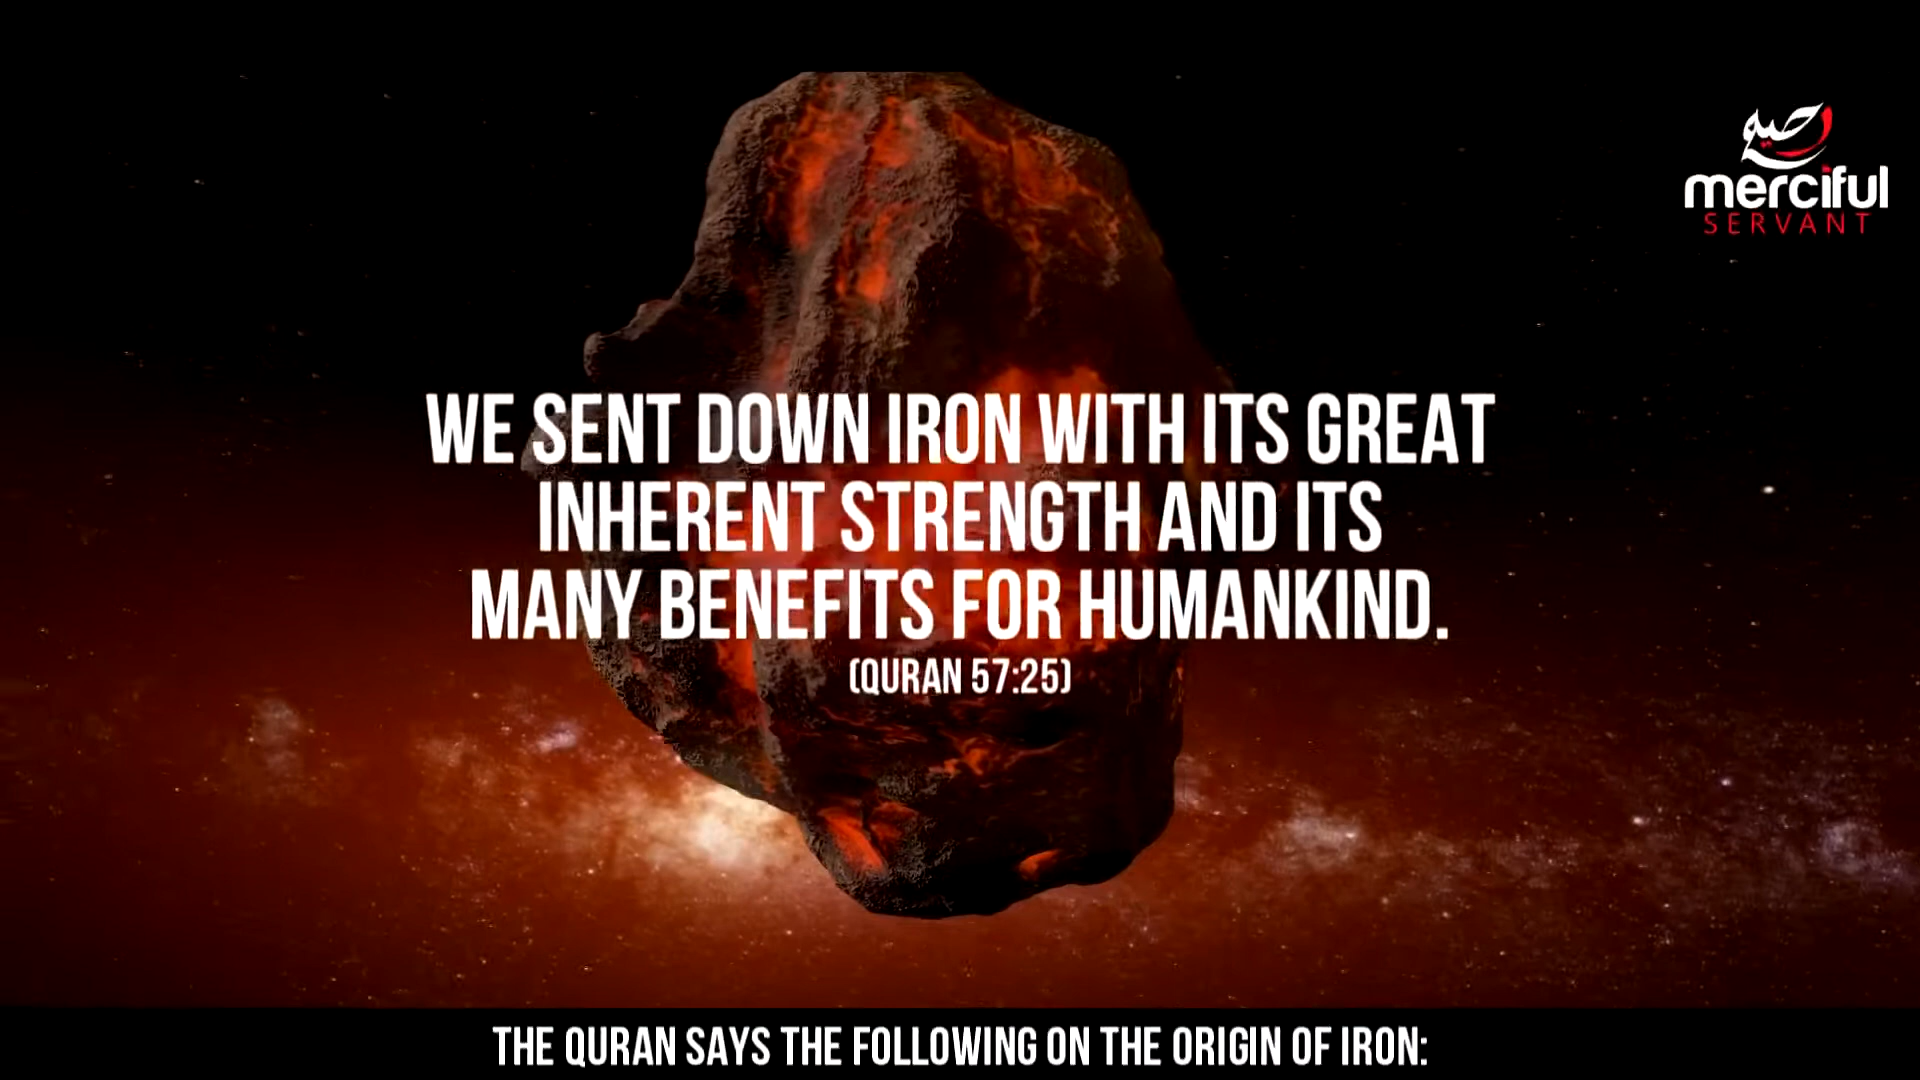 merciful
SERVANT
WE SENT DOWN IRON WITH ITS GREAT
INHERENT STRENGTH AND ITS
MANY BENEFITS FOR HUMANKIND.
(QURAN 57:25)
THE QURAN SAYS THE FOLLOWING ON THE ORIGIN OF IRON: